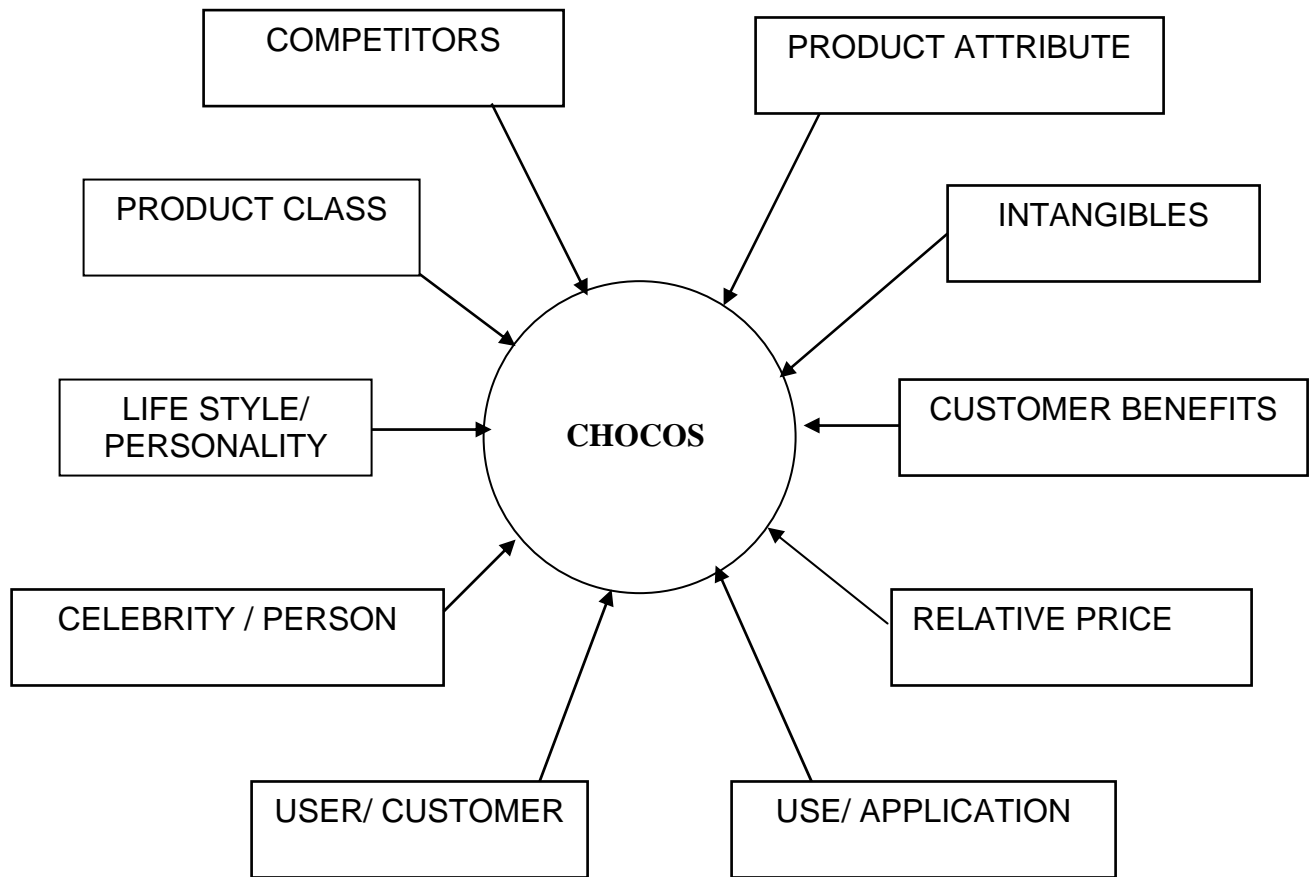 COMPETITORS
PRODUCT ATTRIBUTE
PRODUCT CLASS
INTANGIBLES
LIFE STYLE/
PERSONALITY
CHOCOS
CUSTOMER BENEFITS
CELEBRITY / PERSON
RELATIVE PRICE
USER/ CUSTOMER
USE/ APPLICATION